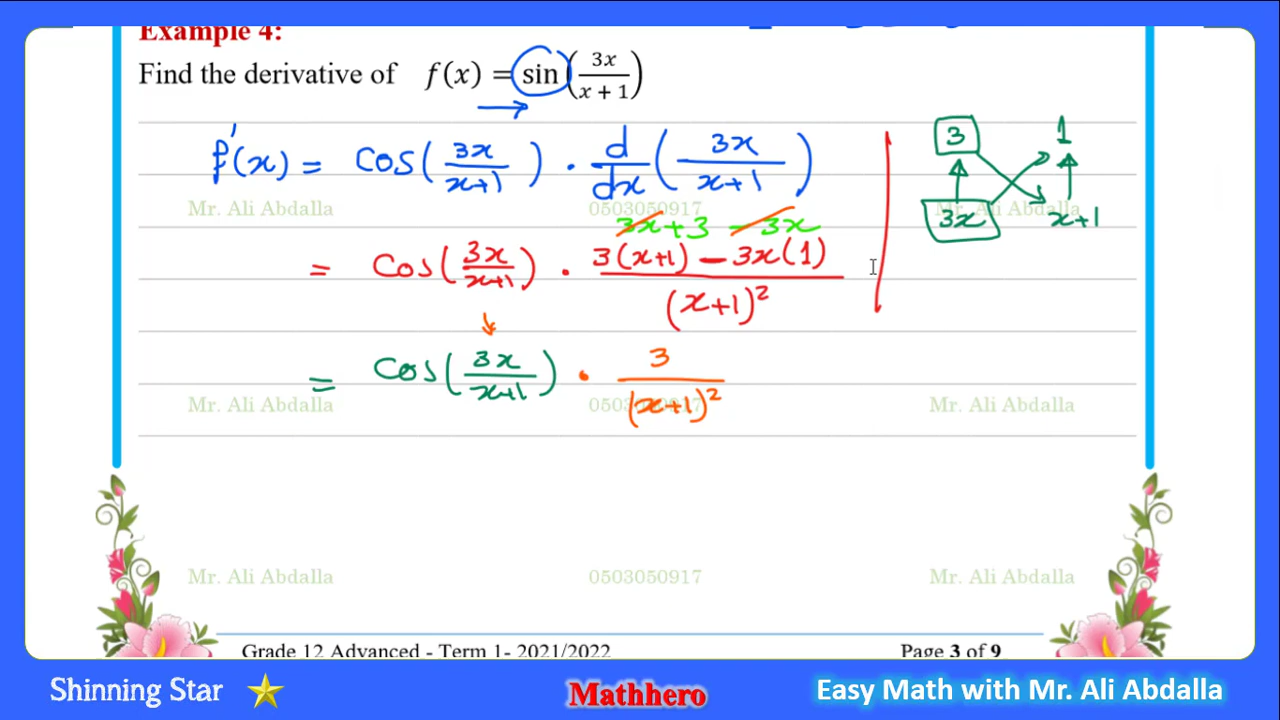 Example 4:
Find the derivative of f(x) = sin(3x/(x + 1))
f'(x) = cos(3x/(x+1)) · d/dx (3x/(x+1))
3 1
3x x+1
Mr. Ali Abdalla 0503050917 Mr. Ali Abdalla
3x+3 - 3x
= cos(3x/(x+1)) · (3(x+1) - 3x(1))/(x+1)²
= cos(3x/(x+1)) · 3/(x+1)²
Mr. Ali Abdalla 0503050917 Mr. Ali Abdalla
Mr. Ali Abdalla 0503050917 Mr. Ali Abdalla
Grade 12 Advanced - Term 1- 2021/2022 Page 3 of 9
Shinning Star Mathhero Easy Math with Mr. Ali Abdalla